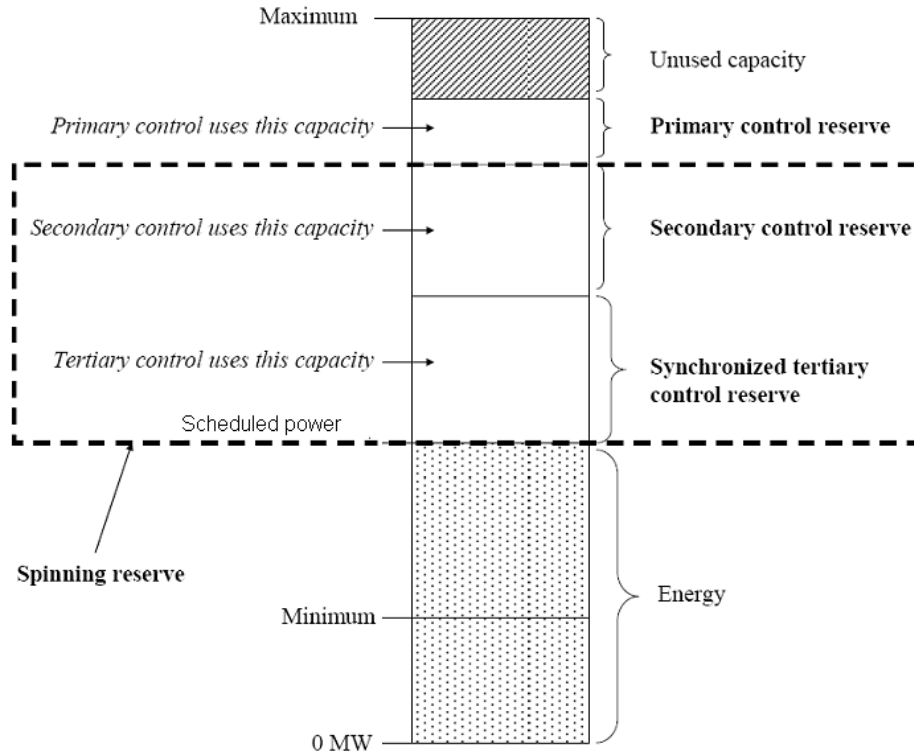 Maximum
Unused capacity
Primary control uses this capacity
Primary control reserve
Secondary control uses this capacity
Secondary control reserve
Tertiary control uses this capacity
Synchronized tertiary
control reserve
Scheduled power
Spinning reserve
Energy
Minimum
0 MW